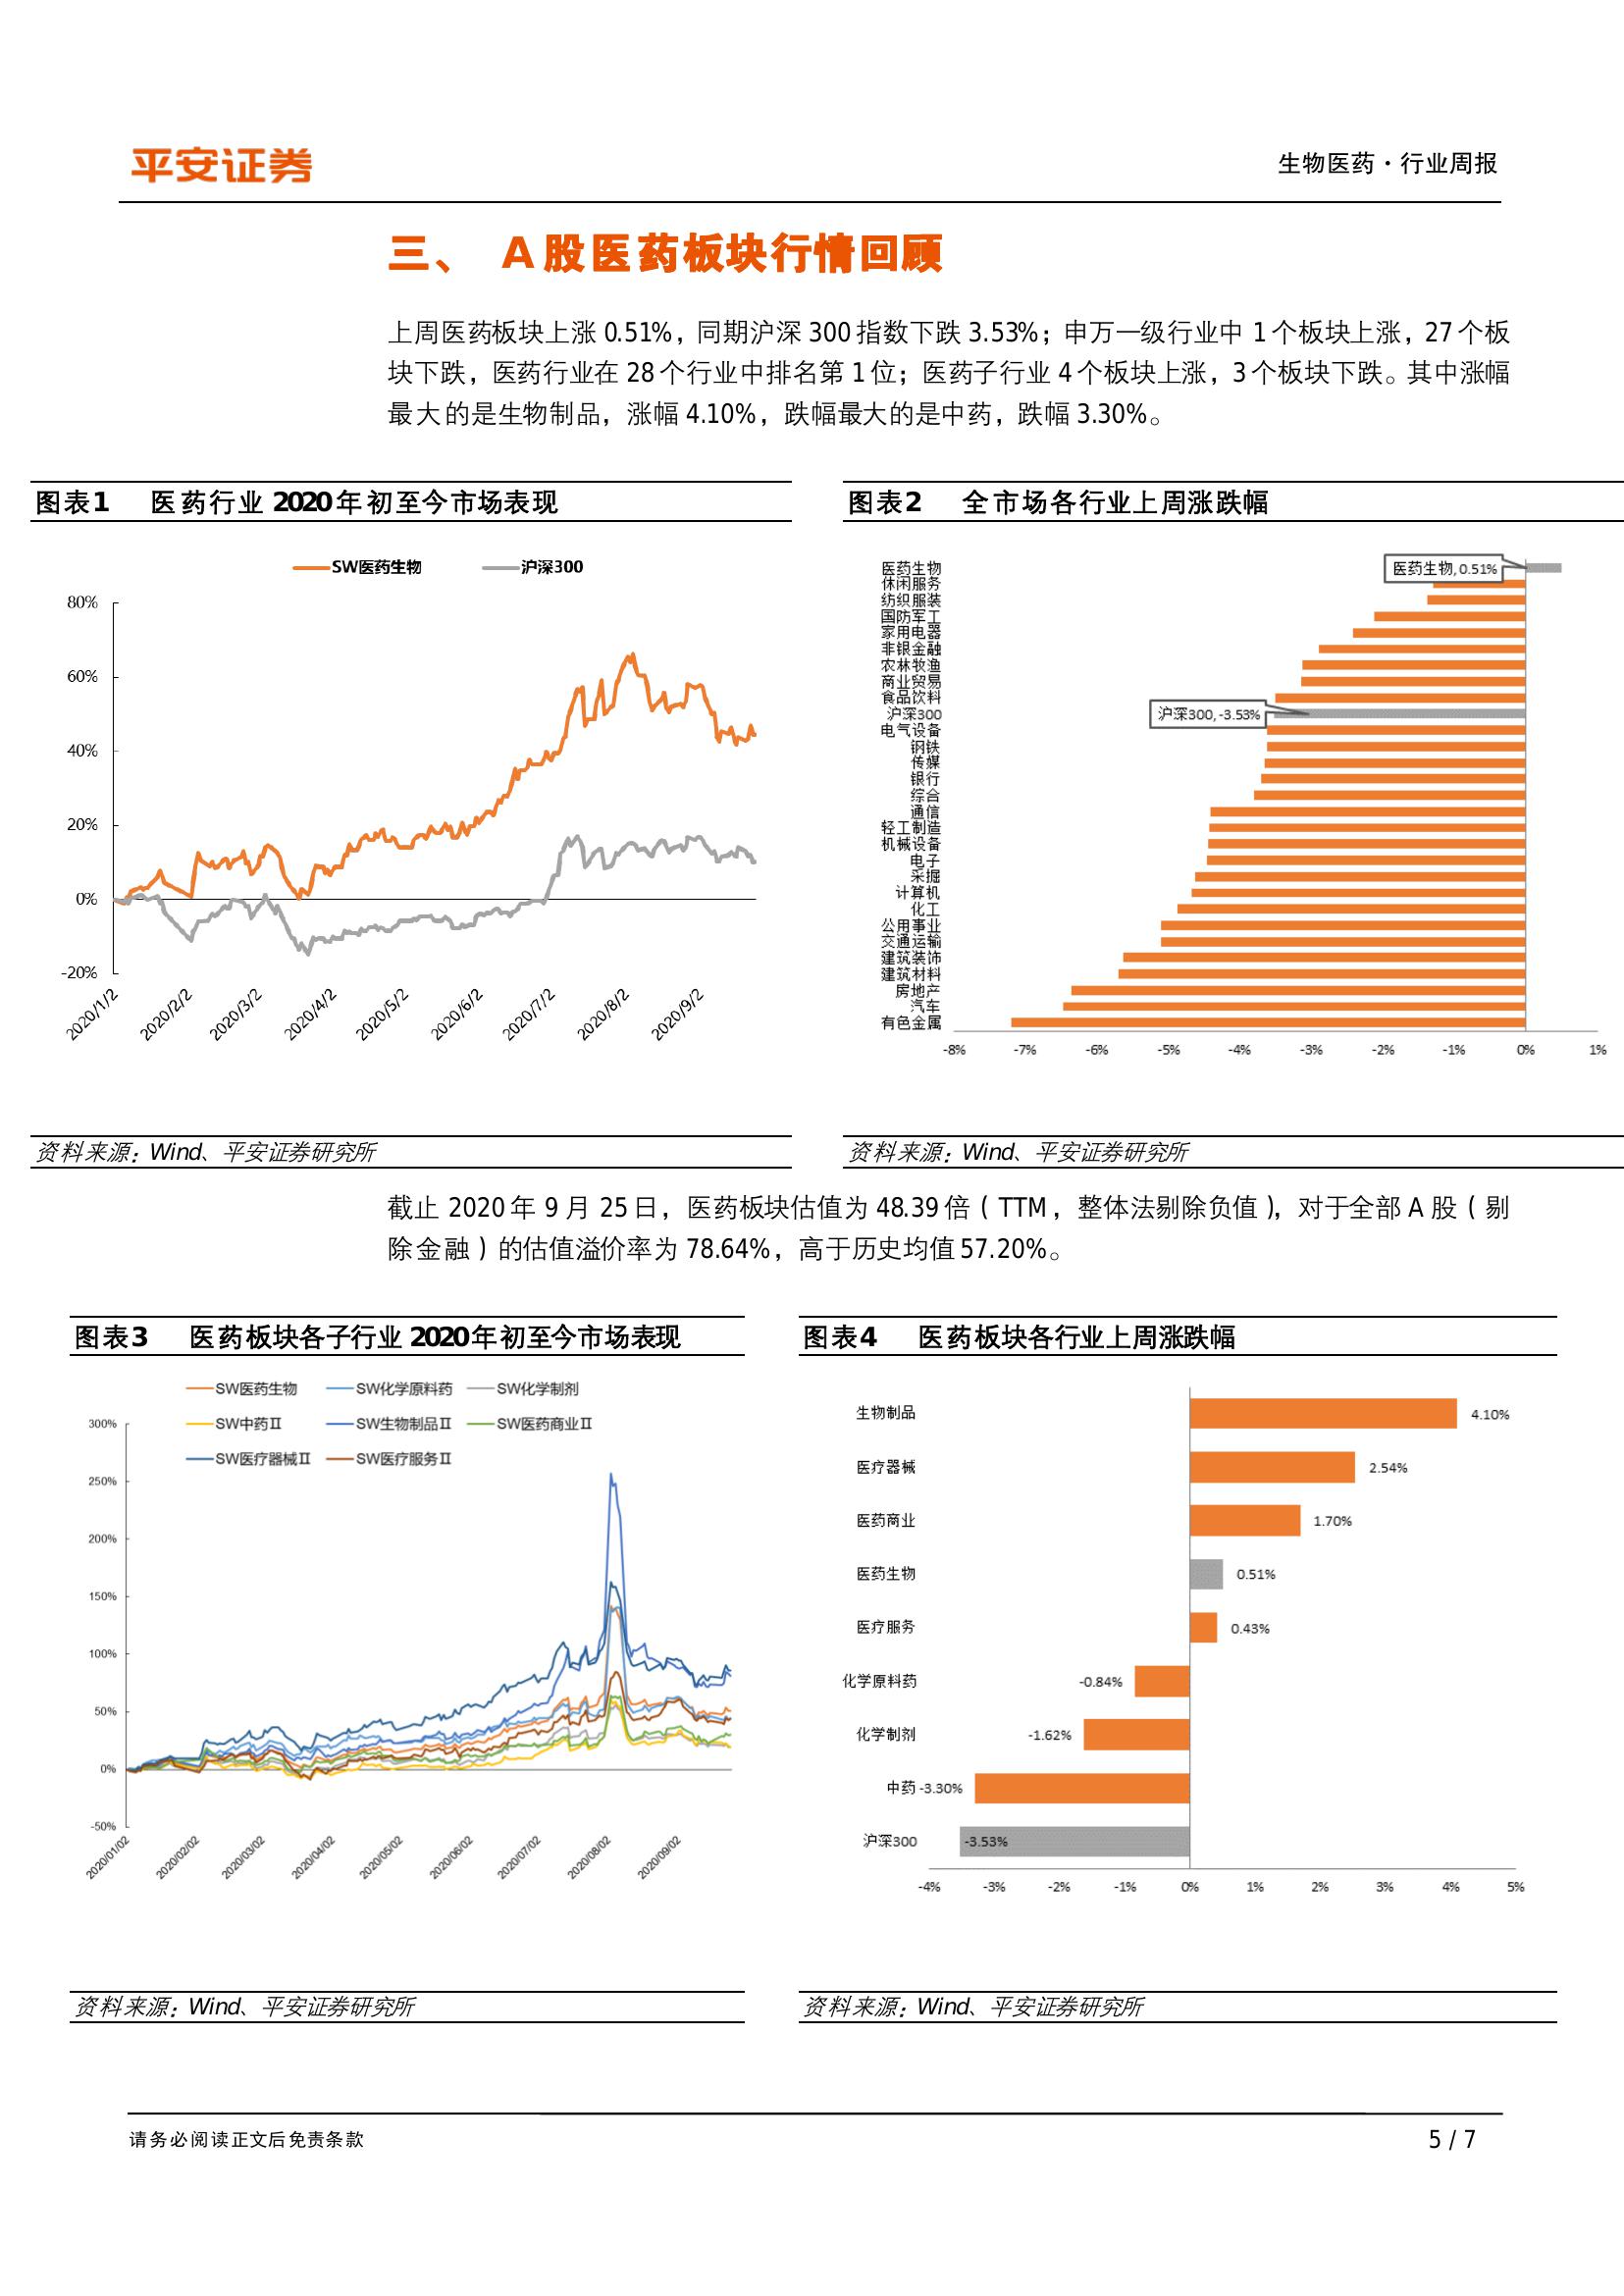 平安证券
生物医药·行业周报
三、 A股医药板块行情回顾
上周医药板块上涨 0.51%，同期沪深 300 指数下跌 3.53%；申万一级行业中 1 个板块上涨，27 个板
块下跌，医药行业在 28 个行业中排名第 1 位；医药子行业 4 个板块上涨，3 个板块下跌。其中涨幅
最大的是生物制品，涨幅 4.10%，跌幅最大的是中药，跌幅 3.30%。
图表1 医药行业 2020 年初至今市场表现
SW医药生物 沪深300
80%
60%
40%
20%
0%
-20%
2020/1/2 2020/2/2 2020/3/2 2020/4/2 2020/5/2 2020/6/2 2020/7/2 2020/8/2 2020/9/2
资料来源：Wind、平安证券研究所
图表2 全市场各行业上周涨跌幅
医药生物 医药生物, 0.51%
休闲服务
纺织服装
国防军工
家用电器
非银金融
农林牧渔
商业贸易
食品饮料
沪深300 沪深300, -3.53%
电气设备
钢铁
传媒
银行
综合
通信
轻工制造
机械设备
电子
采掘
计算机
化工
公用事业
交通运输
建筑装饰
建筑材料
房地产
汽车
有色金属
-8% -7% -6% -5% -4% -3% -2% -1% 0% 1%
资料来源：Wind、平安证券研究所
截止 2020 年 9 月 25 日，医药板块估值为 48.39 倍（TTM，整体法剔除负值），对于全部 A 股（剔
除金融）的估值溢价率为 78.64%，高于历史均值 57.20%。
图表3 医药板块各子行业 2020 年初至今市场表现
SW医药生物 SW化学原料药 SW化学制剂
SW中药Ⅱ SW生物制品Ⅱ SW医药商业Ⅱ
SW医疗器械Ⅱ SW医疗服务Ⅱ
300%
250%
200%
150%
100%
50%
0%
-50%
2020/01/02 2020/02/02 2020/03/02 2020/04/02 2020/05/02 2020/06/02 2020/07/02 2020/08/02 2020/09/02
资料来源：Wind、平安证券研究所
图表4 医药板块各行业上周涨跌幅
生物制品 4.10%
医疗器械 2.54%
医药商业 1.70%
医药生物 0.51%
医疗服务 0.43%
化学原料药 -0.84%
化学制剂 -1.62%
中药 -3.30%
沪深300 -3.53%
-4% -3% -2% -1% 0% 1% 2% 3% 4% 5%
资料来源：Wind、平安证券研究所
请务必阅读正文后免责条款
5 / 7